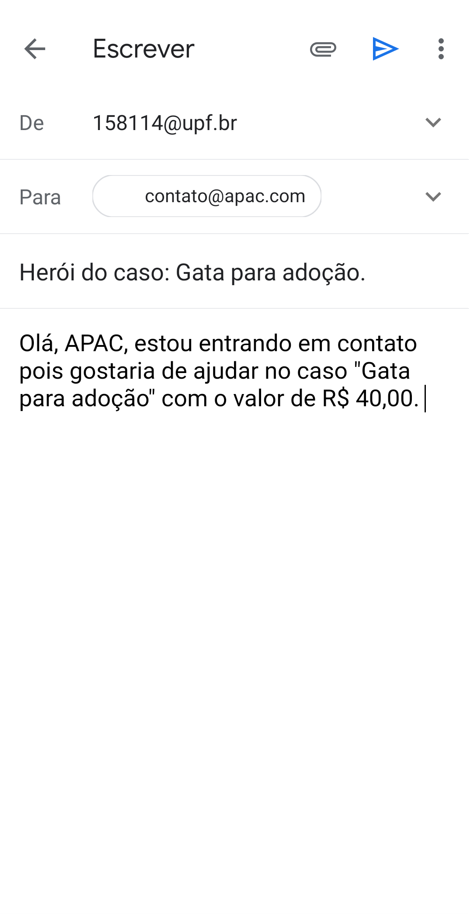 Escrever
De 158114@upf.br
Para contato@apac.com
Herói do caso: Gata para adoção.
Olá, APAC, estou entrando em contato
pois gostaria de ajudar no caso "Gata
para adoção" com o valor de R$ 40,00.